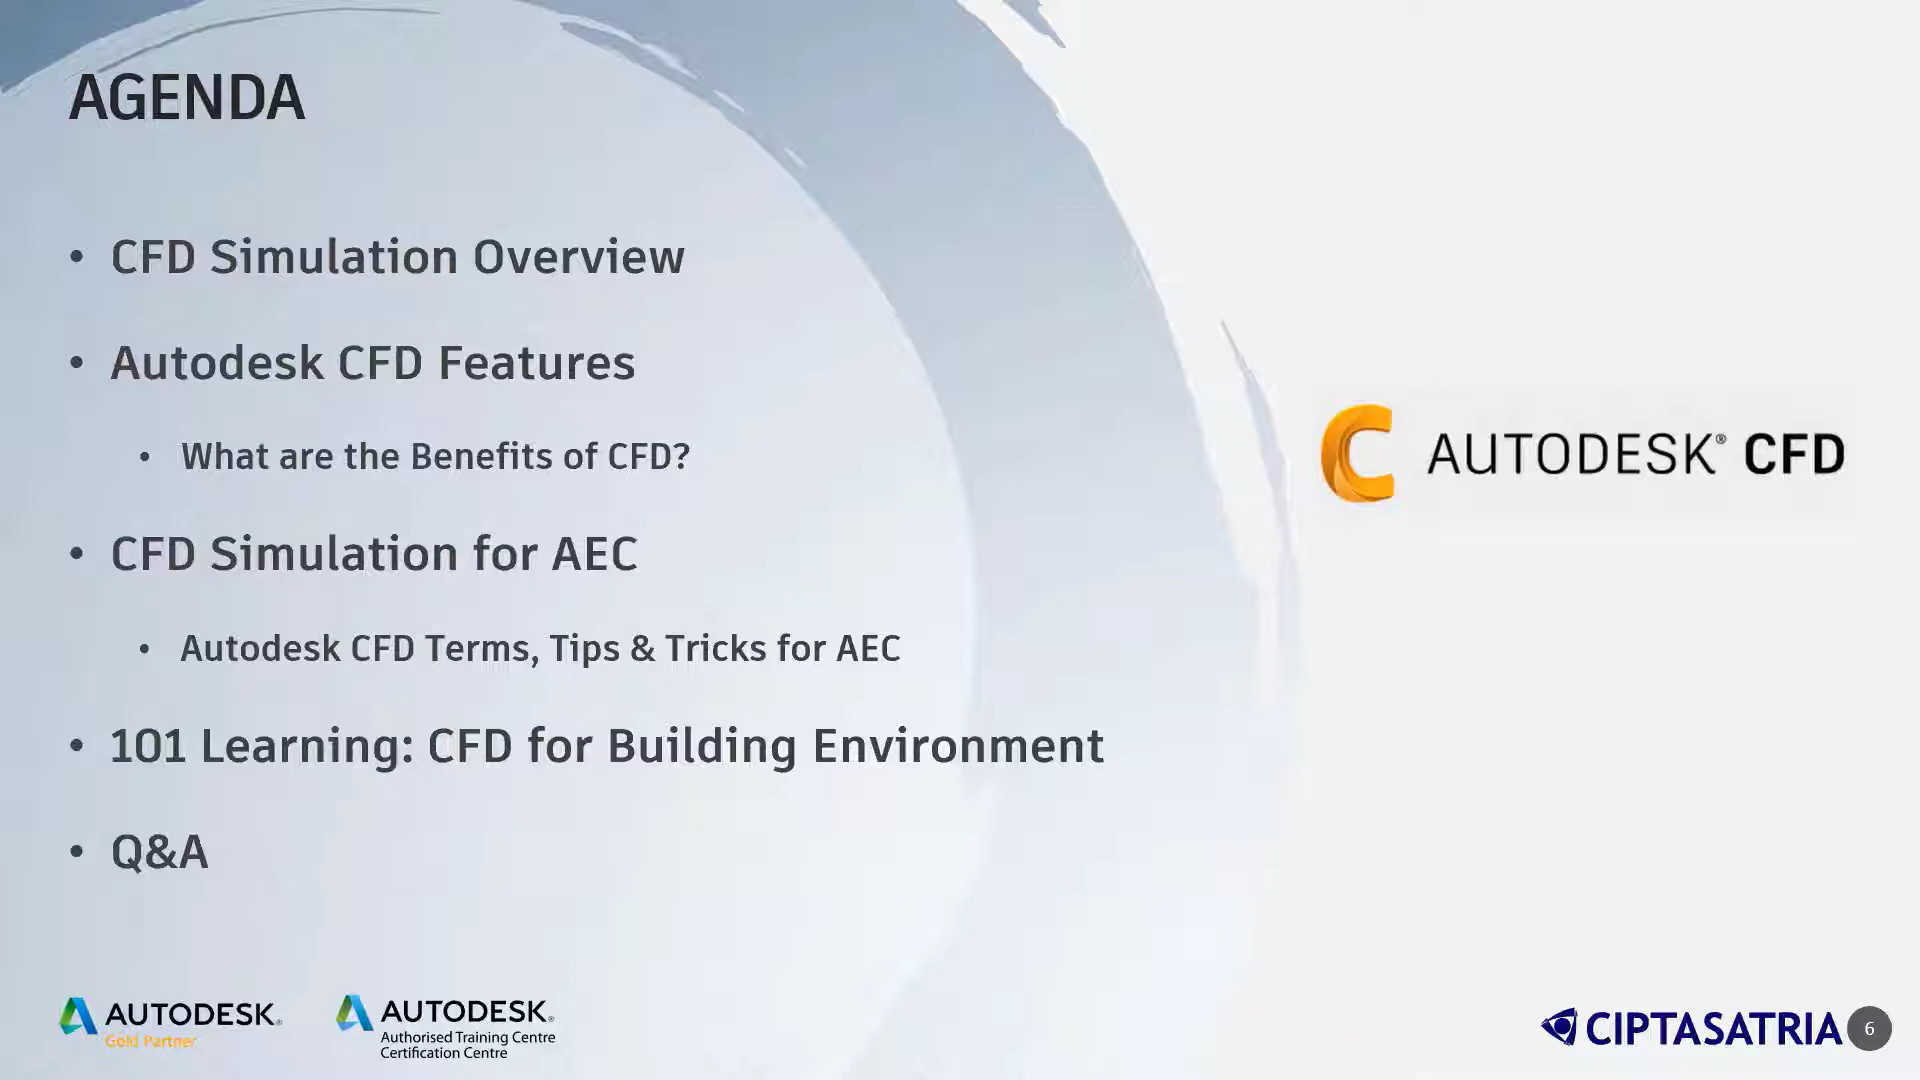 AGENDA
• CFD Simulation Overview
• Autodesk CFD Features
• What are the Benefits of CFD?
• CFD Simulation for AEC
• Autodesk CFD Terms, Tips & Tricks for AEC
• 101 Learning: CFD for Building Environment
• Q&A
AUTODESK® CFD
AUTODESK®
Gold Partner
AUTODESK®
Authorised Training Centre
Certification Centre
CIPTASATRIA
6